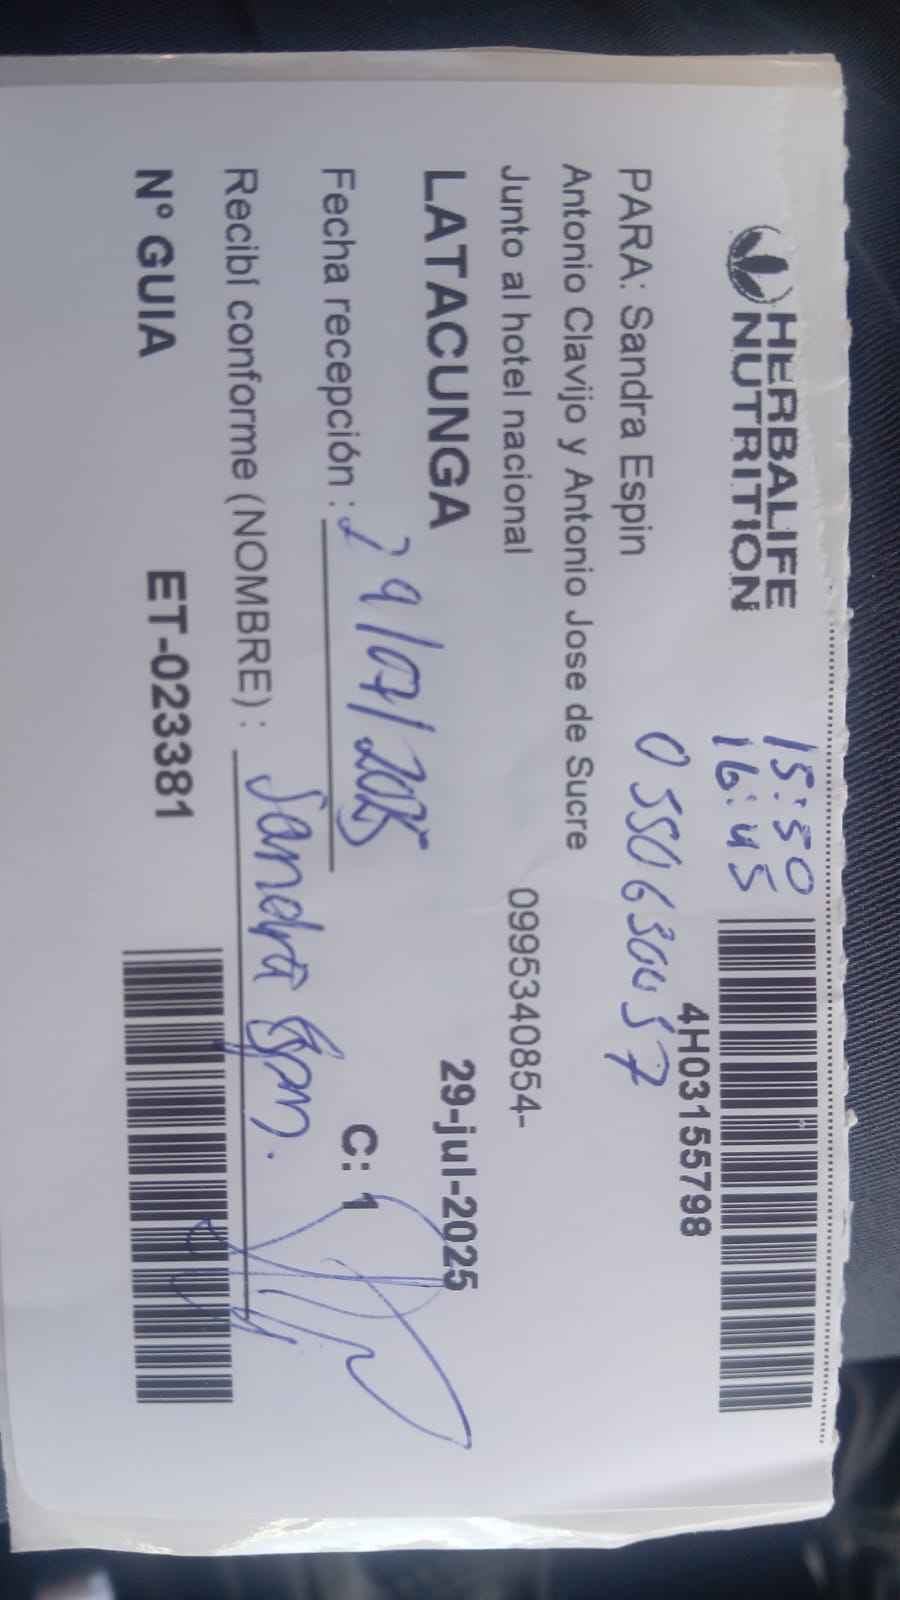 HERBALIFE
NUTRITION
15:50
16:45
4H03155798
PARA: Sandra Espin
0550630057
Antonio Clavijo y Antonio Jose de Sucre
Junto al hotel nacional
0995340854-
LATACUNGA
29-jul-2025
Fecha recepción : 29/07/2025
C: 1
Recibí conforme (NOMBRE) : Sandra Espin.
N° GUIA
ET-023381